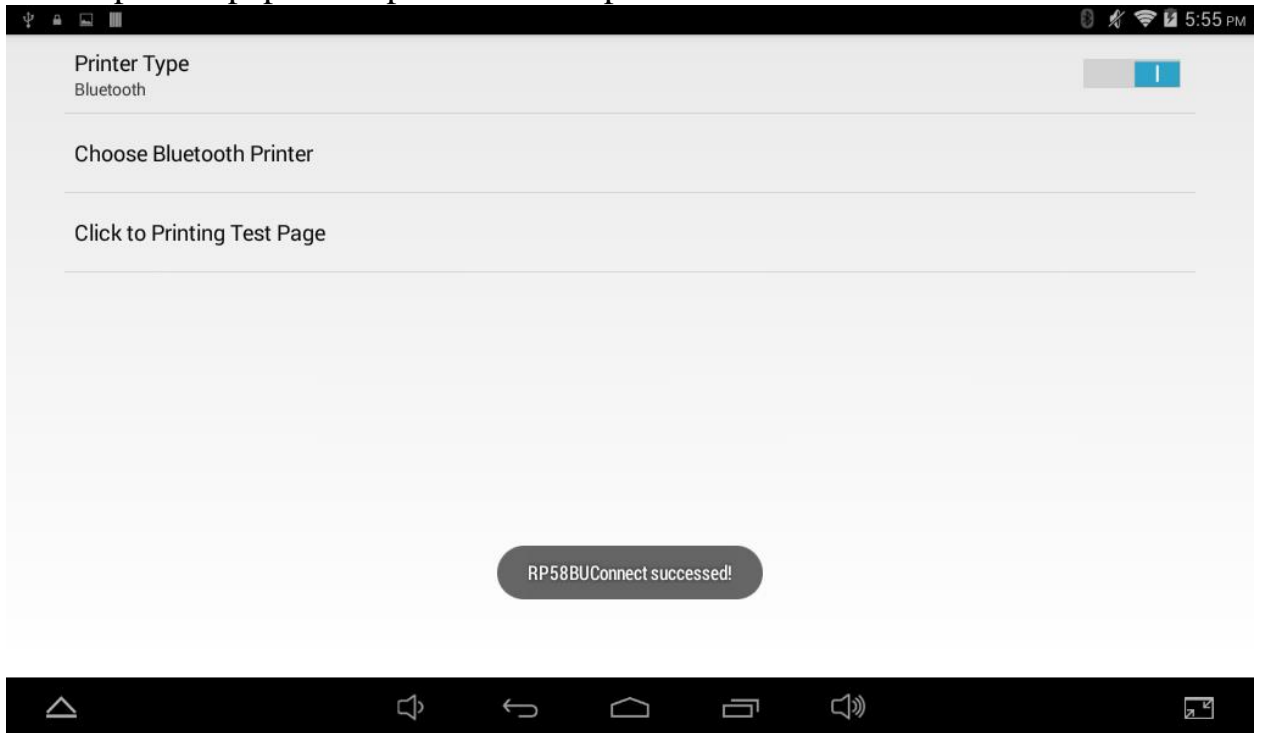 5:55 PM
Printer Type
Bluetooth
Choose Bluetooth Printer
Click to Printing Test Page
RP58BUConnect successed!